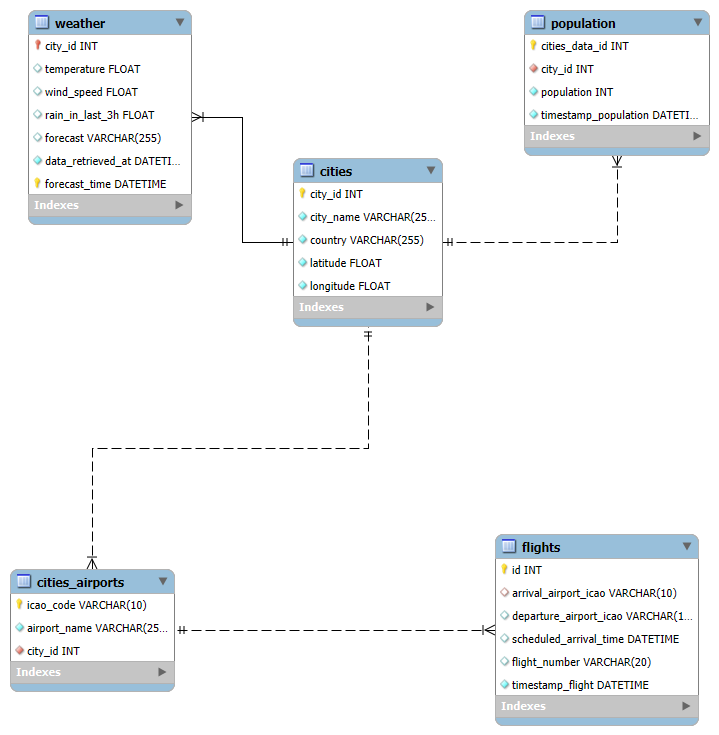 weather
city_id INT
temperature FLOAT
wind_speed FLOAT
rain_in_last_3h FLOAT
forecast VARCHAR(255)
data_retrieved_at DATETI...
forecast_time DATETIME
Indexes
population
cities_data_id INT
city_id INT
population INT
timestamp_population DATETI...
Indexes
cities
city_id INT
city_name VARCHAR(25...
country VARCHAR(255)
latitude FLOAT
longitude FLOAT
Indexes
cities_airports
icao_code VARCHAR(10)
airport_name VARCHAR(25...
city_id INT
Indexes
flights
id INT
arrival_airport_icao VARCHAR(10)
departure_airport_icao VARCHAR(1...
scheduled_arrival_time DATETIME
flight_number VARCHAR(20)
timestamp_flight DATETIME
Indexes